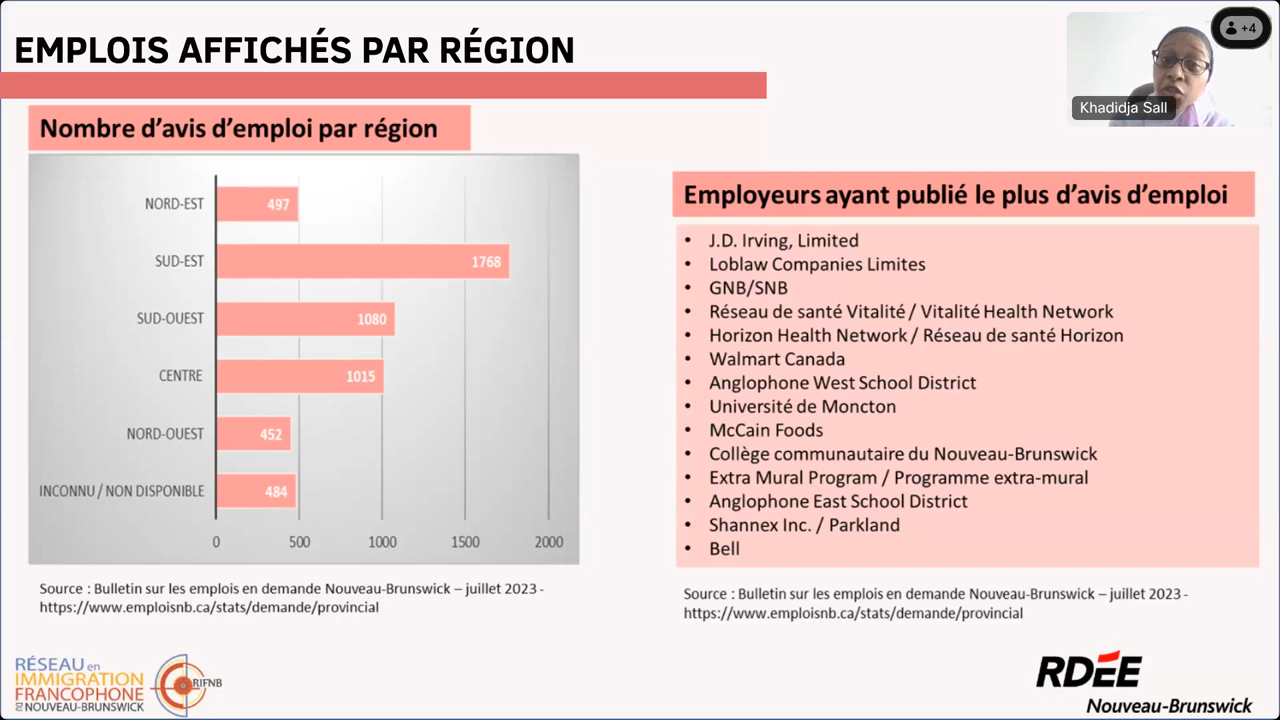 EMPLOIS AFFICHÉS PAR RÉGION
+4
Khadidja Sall
Nombre d'avis d'emploi par région
NORD-EST 497
SUD-EST 1768
SUD-OUEST 1080
CENTRE 1015
NORD-OUEST 452
INCONNU / NON DISPONIBLE 484
0 500 1000 1500 2000
Source : Bulletin sur les emplois en demande Nouveau-Brunswick – juillet 2023 -
https://www.emploisnb.ca/stats/demande/provincial
Employeurs ayant publié le plus d'avis d'emploi
• J.D. Irving, Limited
• Loblaw Companies Limites
• GNB/SNB
• Réseau de santé Vitalité / Vitalité Health Network
• Horizon Health Network / Réseau de santé Horizon
• Walmart Canada
• Anglophone West School District
• Université de Moncton
• McCain Foods
• Collège communautaire du Nouveau-Brunswick
• Extra Mural Program / Programme extra-mural
• Anglophone East School District
• Shannex Inc. / Parkland
• Bell
Source : Bulletin sur les emplois en demande Nouveau-Brunswick – juillet 2023 -
https://www.emploisnb.ca/stats/demande/provincial
RÉSEAU en
IMMIGRATION
FRANCOPHONE
DU NOUVEAU-BRUNSWICK
RIFNB
RDÉE
Nouveau-Brunswick